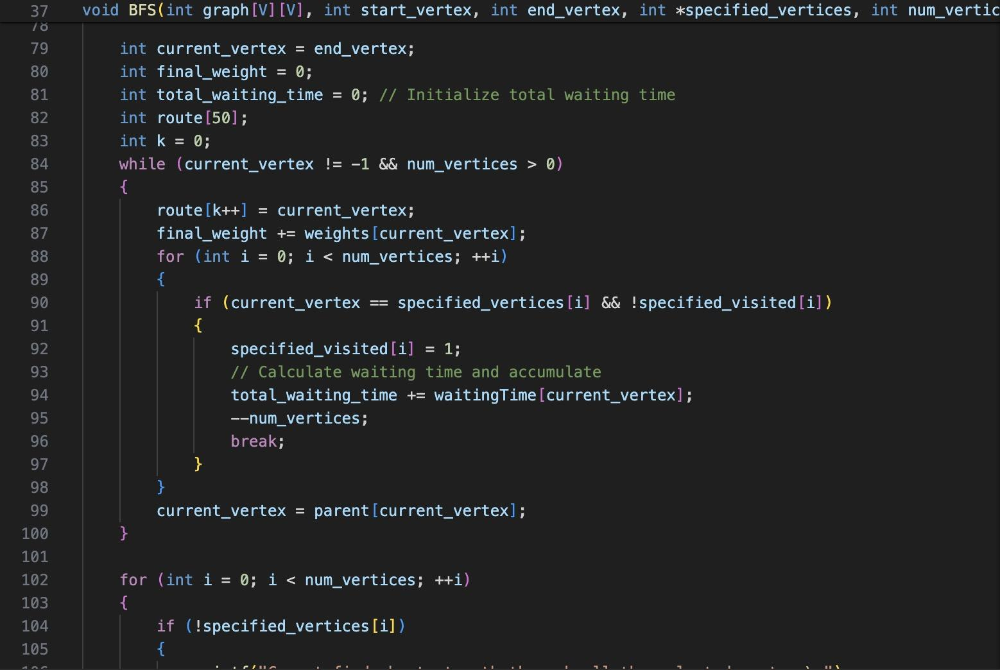 37 void BFS(int graph[V][V], int start_vertex, int end_vertex, int *specified_vertices, int num_vertic
78
79 int current_vertex = end_vertex;
80 int final_weight = 0;
81 int total_waiting_time = 0; // Initialize total waiting time
82 int route[50];
83 int k = 0;
84 while (current_vertex != -1 && num_vertices > 0)
85 {
86 route[k++] = current_vertex;
87 final_weight += weights[current_vertex];
88 for (int i = 0; i < num_vertices; ++i)
89 {
90 if (current_vertex == specified_vertices[i] && !specified_visited[i])
91 {
92 specified_visited[i] = 1;
93 // Calculate waiting time and accumulate
94 total_waiting_time += waitingTime[current_vertex];
95 --num_vertices;
96 break;
97 }
98 }
99 current_vertex = parent[current_vertex];
100 }
101
102 for (int i = 0; i < num_vertices; ++i)
103 {
104 if (!specified_vertices[i])
105 {